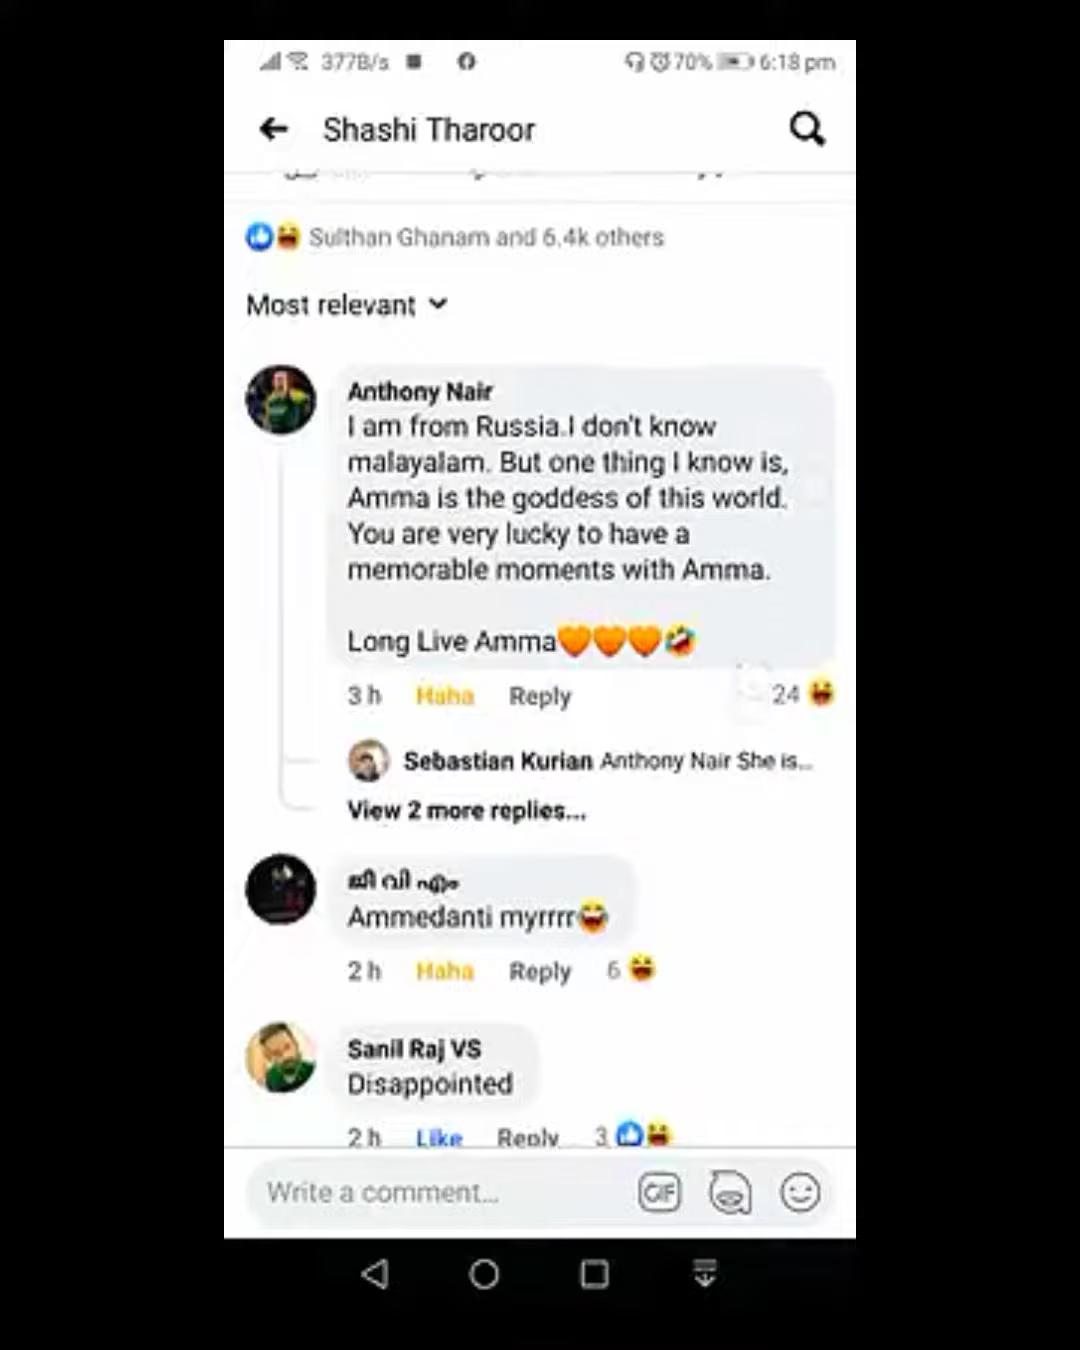 377B/s 70% 6:18 pm
Shashi Tharoor
Sulthan Ghanam and 6.4k others
Most relevant
Anthony Nair
I am from Russia.I don't know
malayalam. But one thing I know is,
Amma is the goddess of this world.
You are very lucky to have a
memorable moments with Amma.
Long Live Amma🧡🧡🧡🤣
3 h Haha Reply 24
Sebastian Kurian Anthony Nair She is...
View 2 more replies...
വി എം
Ammedanti myrrrr😂
2 h Haha Reply 6
Sanil Raj VS
Disappointed
2 h Like Reply 3
Write a comment...
GIF